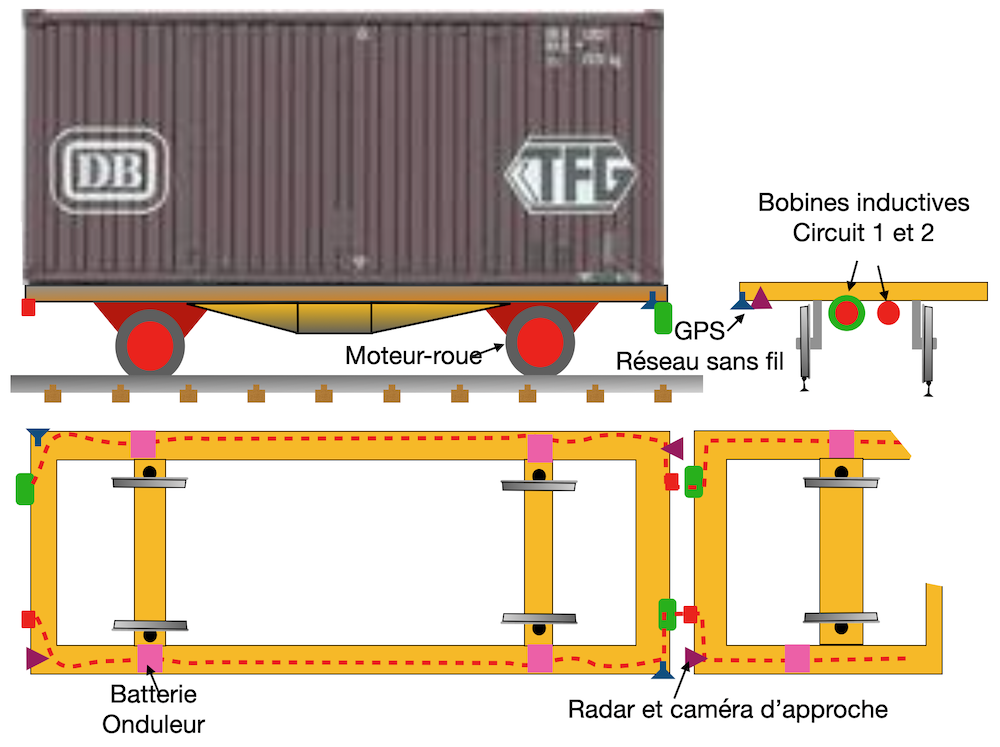 DB
TFG
Bobines inductives
Circuit 1 et 2
GPS
Moteur-roue
Réseau sans fil
Batterie
Onduleur
Radar et caméra d'approche